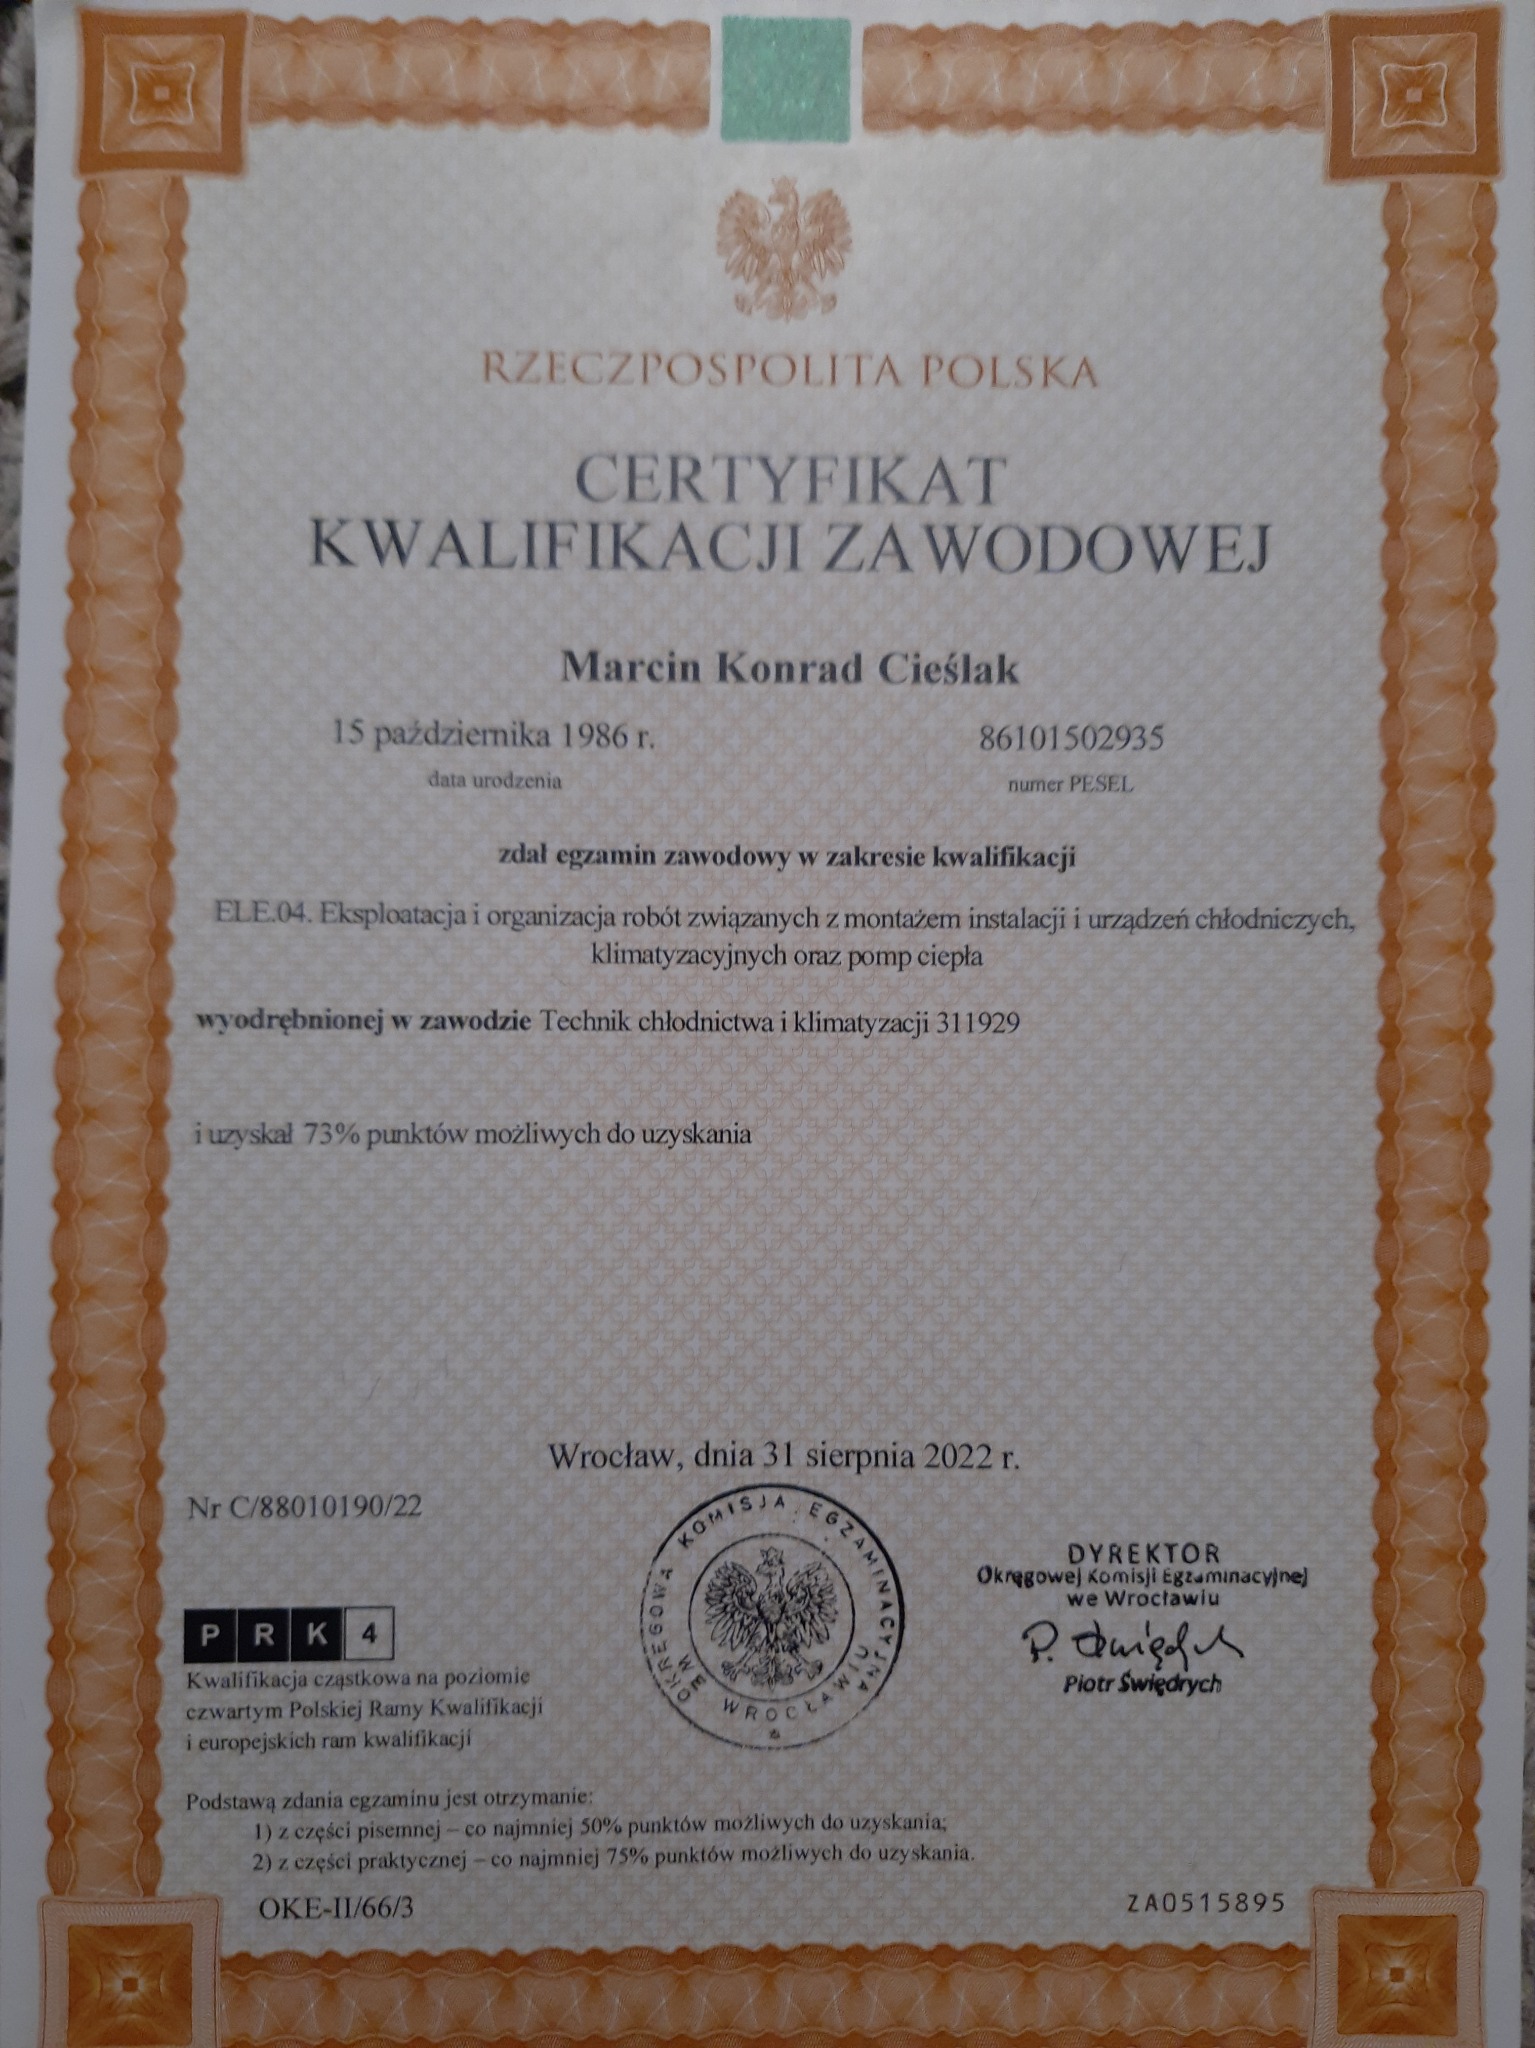 RZECZPOSPOLITA POLSKA
CERTYFIKAT
KWALIFIKACJI ZAWODOWEJ
Marcin Konrad Cieślak
15 października 1986 r. 86101502935
data urodzenia numer PESEL
zdał egzamin zawodowy w zakresie kwalifikacji
ELE.04. Eksploatacja i organizacja robót związanych z montażem instalacji i urządzeń chłodniczych,
klimatyzacyjnych oraz pomp ciepła
wyodrębnionej w zawodzie Technik chłodnictwa i klimatyzacji 311929
i uzyskał 73% punktów możliwych do uzyskania
Wrocław, dnia 31 sierpnia 2022 r.
Nr C/88010190/22
OKRĘGOWA KOMISJA EGZAMINACYJNA
WE WROCŁAWIU
DYREKTOR
Okręgowej Komisji Egzaminacyjnej
we Wrocławiu
P. Świędrych
Piotr Świędrych
PRK4
Kwalifikacja cząstkowa na poziomie
czwartym Polskiej Ramy Kwalifikacji
i europejskich ram kwalifikacji
Podstawą zdania egzaminu jest otrzymanie:
1) z części pisemnej – co najmniej 50% punktów możliwych do uzyskania;
2) z części praktycznej – co najmniej 75% punktów możliwych do uzyskania.
OKE-II/66/3 ZA0515895